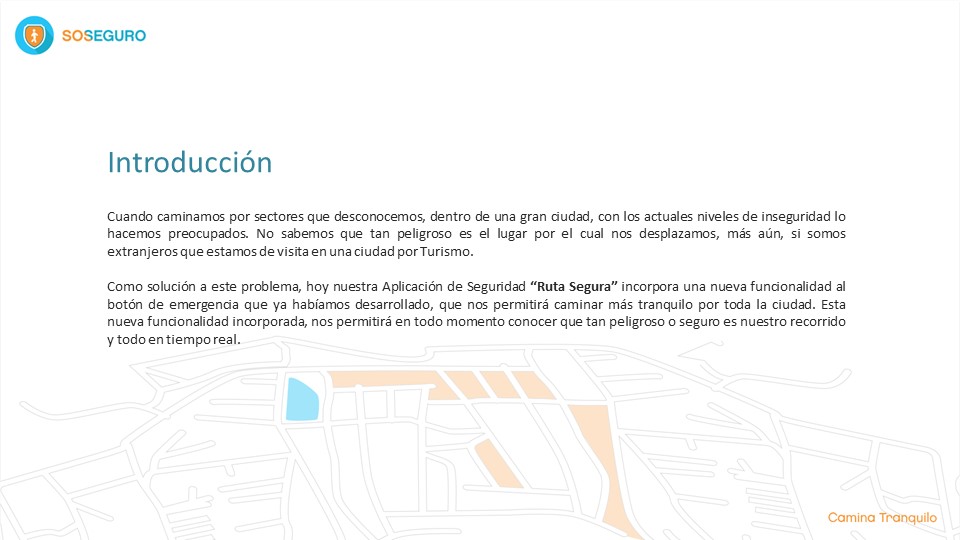 SOSEGURO
Introducción
Cuando caminamos por sectores que desconocemos, dentro de una gran ciudad, con los actuales niveles de inseguridad lo
hacemos preocupados. No sabemos que tan peligroso es el lugar por el cual nos desplazamos, más aún, si somos
extranjeros que estamos de visita en una ciudad por Turismo.
Como solución a este problema, hoy nuestra Aplicación de Seguridad “Ruta Segura” incorpora una nueva funcionalidad al
botón de emergencia que ya habíamos desarrollado, que nos permitirá caminar más tranquilo por toda la ciudad. Esta
nueva funcionalidad incorporada, nos permitirá en todo momento conocer que tan peligroso o seguro es nuestro recorrido
y todo en tiempo real.
Camina Tranquilo